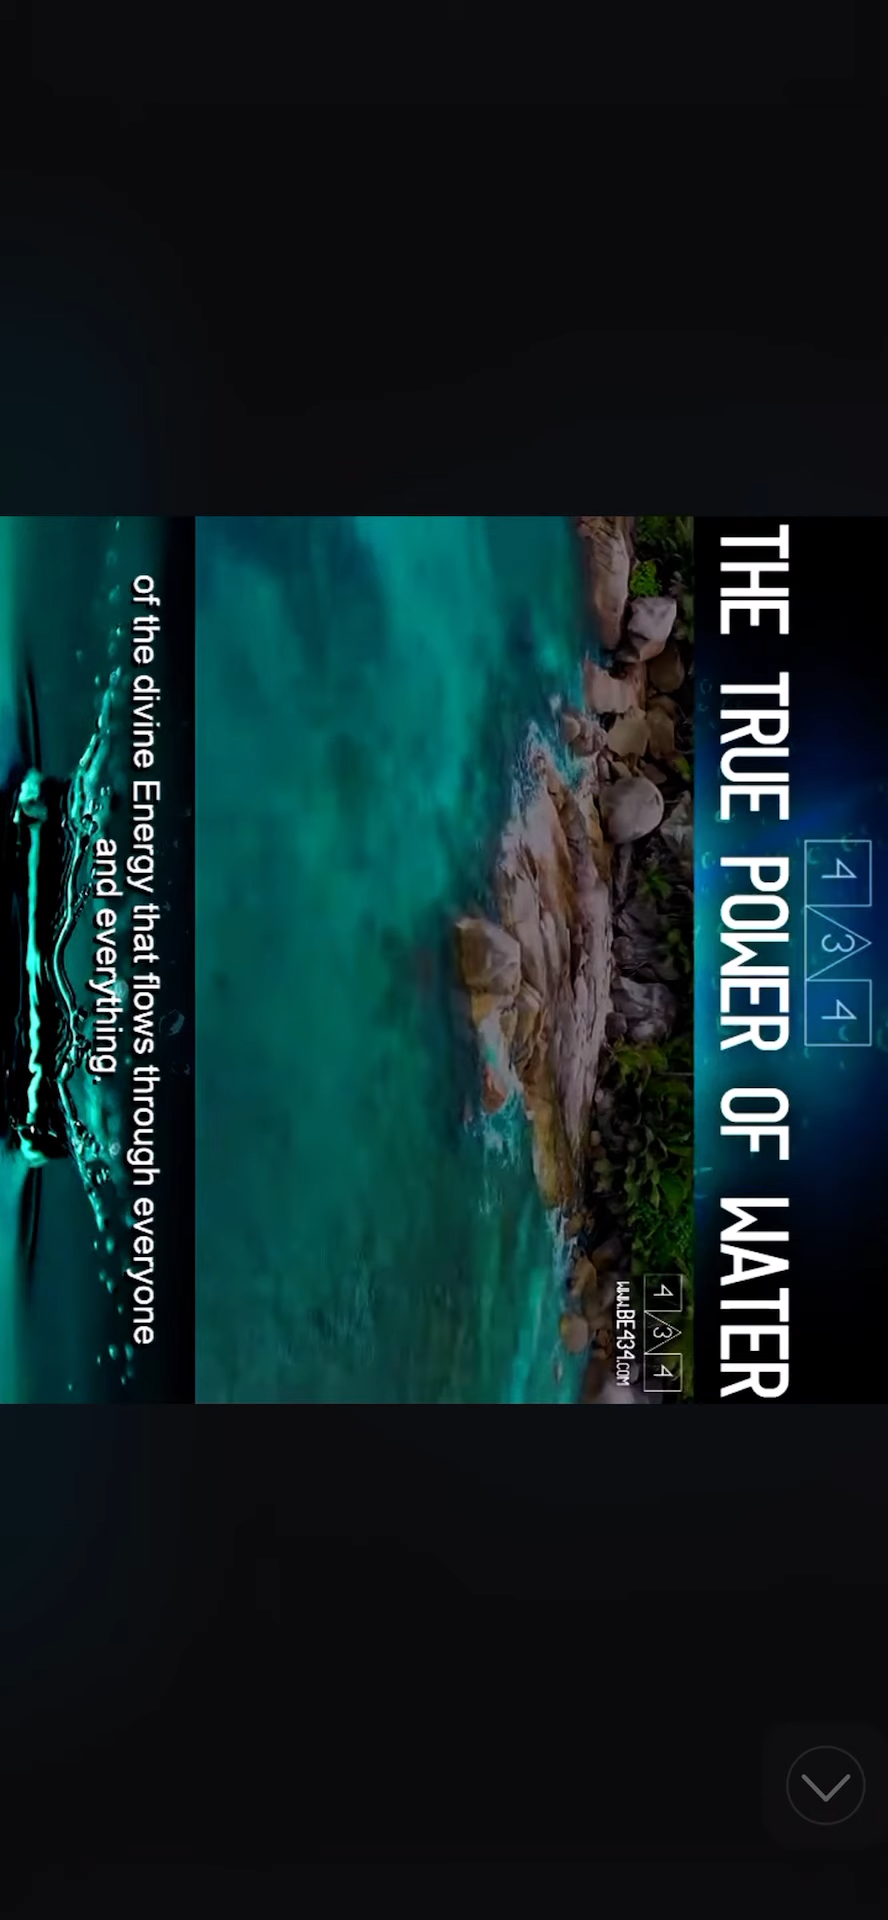 4 3 4
THE TRUE POWER OF WATER
4 3 4
www.BE434.COM
of the divine Energy that flows through everyone
and everything.